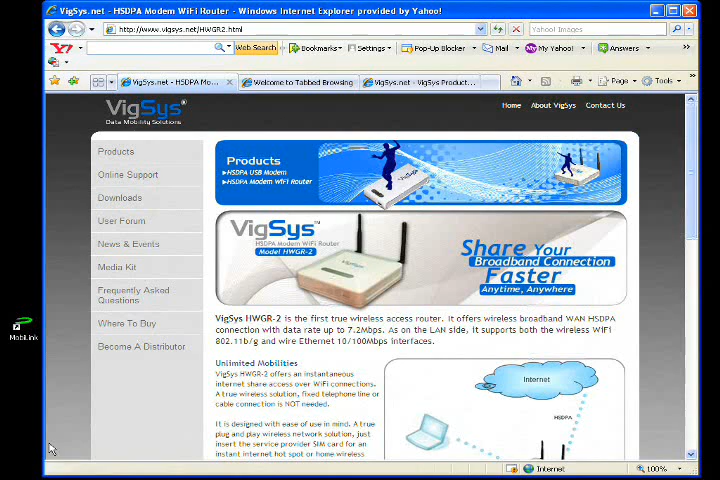 VigSys.net - HSDPA Modem WiFi Router - Windows Internet Explorer provided by Yahoo!
http://www.vigsys.net/HWGR2.html
Yahoo! Images
Web Search
Bookmarks
Settings
Pop-Up Blocker
Mail
My Yahoo!
Answers
VigSys.net - HSDPA Mo...
Welcome to Tabbed Browsing
VigSys.net - VigSys Product...
Page
Tools
VigSys®
Data Mobility Solutions
Home
About VigSys
Contact Us
Products
Online Support
Downloads
User Forum
News & Events
Media Kit
Frequently Asked
Questions
Where To Buy
Become A Distributor
Products
HSDPA USB Modem
HSDPA Modem WiFi Router
VigSys™
HSDPA Modem WiFi Router
Model HWGR-2
Share Your
Broadband Connection
Faster
Anytime, Anywhere
VigSys HWGR-2 is the first true wireless access router. It offers wireless broadband WAN HSDPA
connection with data rate up to 7.2Mbps. As on the LAN side, it supports both the wireless WiFi
802.11b/g and wire Ethernet 10/100Mbps interfaces.
Unlimited Mobilities
VigSys HWGR-2 offers an instantaneous
internet share access over WiFi connections.
A true wireless solution, fixed telephone line or
cable connection is NOT needed.
It is designed with ease of use in mind. A true
plug and play wireless network solution, just
insert the service provider SIM card for an
instant internet hot spot or home wireless
Internet
HSDPA
MobiLink
Internet
100%